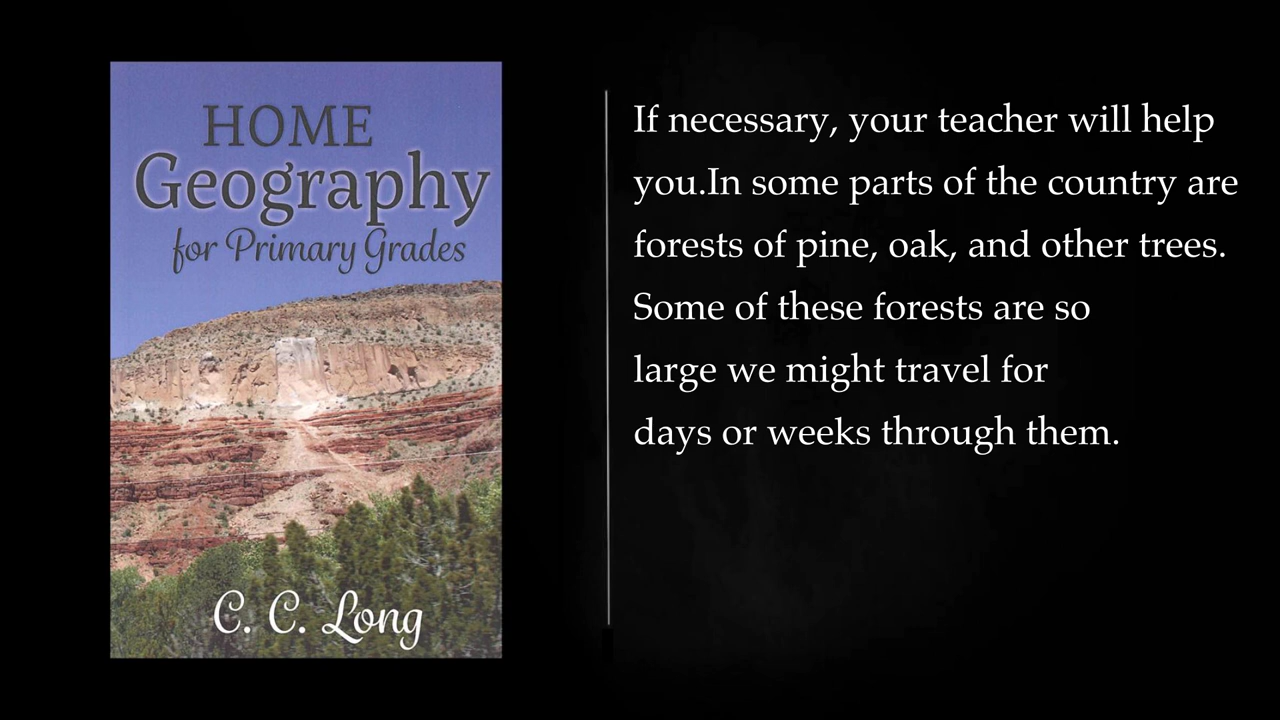 HOME
Geography
for Primary Grades
C. C. Long
If necessary, your teacher will help
you.In some parts of the country are
forests of pine, oak, and other trees.
Some of these forests are so
large we might travel for
days or weeks through them.